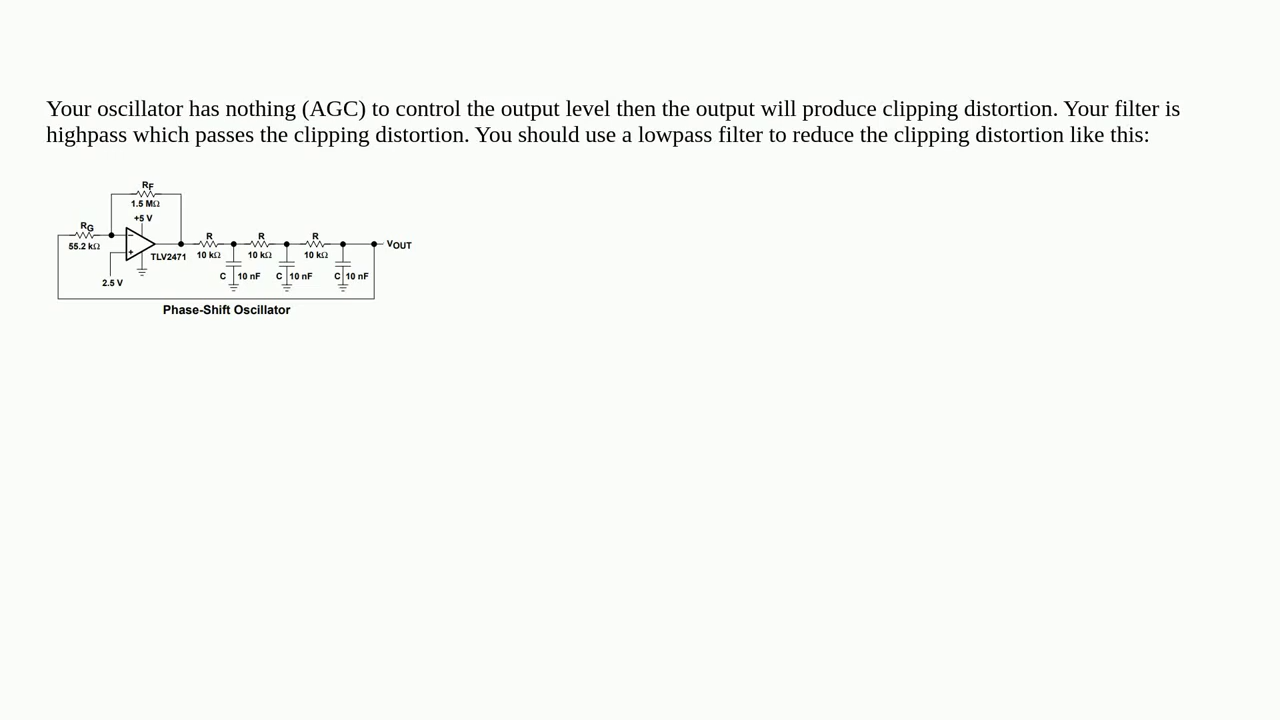 Your oscillator has nothing (AGC) to control the output level then the output will produce clipping distortion. Your filter is
highpass which passes the clipping distortion. You should use a lowpass filter to reduce the clipping distortion like this:
RF
1.5 MΩ
+5 V
RG
55.2 kΩ
−
+
TLV2471
2.5 V
R
10 kΩ
R
10 kΩ
R
10 kΩ
VOUT
C 10 nF
C 10 nF
C 10 nF
Phase-Shift Oscillator